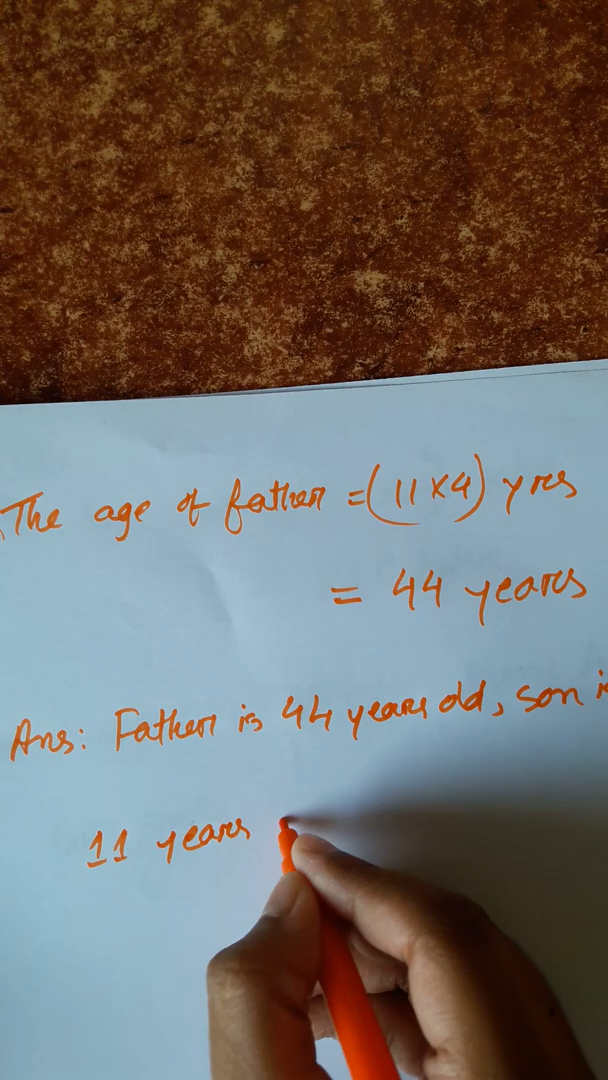 The age of father = (11 × 4) yrs
= 44 years
Ans: Father is 44 years old, son is
11 years